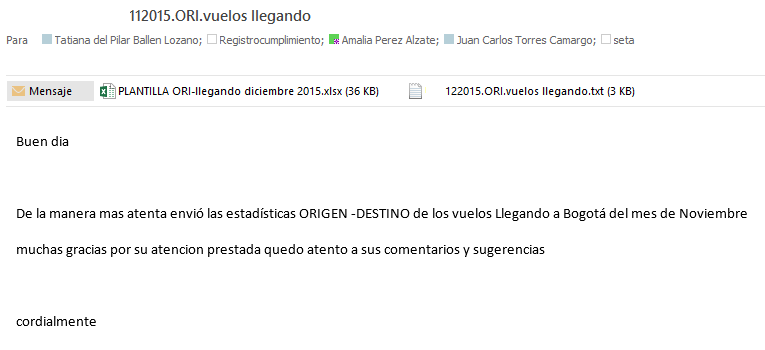 112015.ORI.vuelos llegando
Para Tatiana del Pilar Ballen Lozano; Registrocumplimiento; Amalia Perez Alzate; Juan Carlos Torres Camargo; seta
Mensaje PLANTILLA ORI-llegando diciembre 2015.xlsx (36 KB) 122015.ORI.vuelos llegando.txt (3 KB)
Buen dia
De la manera mas atenta envió las estadísticas ORIGEN -DESTINO de los vuelos Llegando a Bogotá del mes de Noviembre
muchas gracias por su atencion prestada quedo atento a sus comentarios y sugerencias
cordialmente